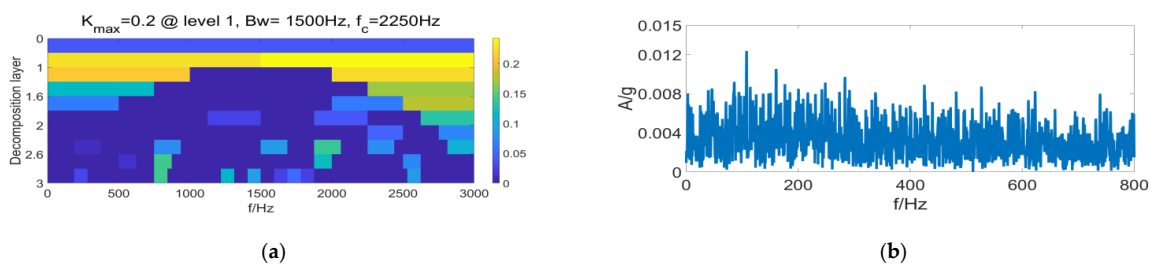 K_max=0.2 @ level 1, Bw= 1500Hz, f_c=2250Hz
Decomposition layer
0
1
1.6
2
2.6
3
0 500 1000 1500 2000 2500 3000
f/Hz
0.2
0.15
0.1
0.05
0
(a)
A/g
0.015
0.012
0.008
0.004
0
0 200 400 600 800
f/Hz
(b)